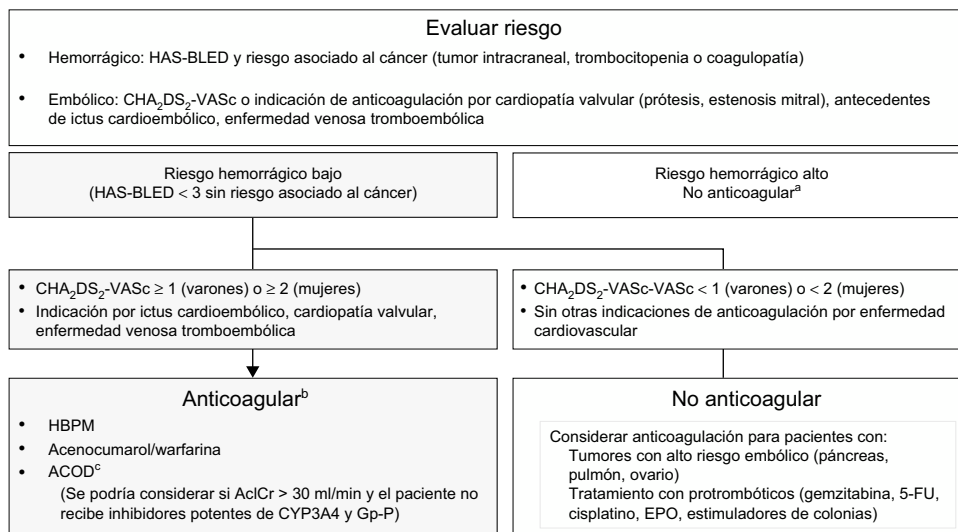 Evaluar riesgo
• Hemorrágico: HAS-BLED y riesgo asociado al cáncer (tumor intracraneal, trombocitopenia o coagulopatía)
• Embólico: CHA₂DS₂-VASc o indicación de anticoagulación por cardiopatía valvular (prótesis, estenosis mitral), antecedentes
de ictus cardioembólico, enfermedad venosa tromboembólica
Riesgo hemorrágico bajo
(HAS-BLED < 3 sin riesgo asociado al cáncer)
Riesgo hemorrágico alto
No anticoagularᵃ
• CHA₂DS₂-VASc ≥ 1 (varones) o ≥ 2 (mujeres)
• Indicación por ictus cardioembólico, cardiopatía valvular,
enfermedad venosa tromboembólica
• CHA₂DS₂-VASc-VASc < 1 (varones) o < 2 (mujeres)
• Sin otras indicaciones de anticoagulación por enfermedad
cardiovascular
Anticoagularᵇ
• HBPM
• Acenocumarol/warfarina
• ACODᶜ
(Se podría considerar si AclCr > 30 ml/min y el paciente no
recibe inhibidores potentes de CYP3A4 y Gp-P)
No anticoagular
Considerar anticoagulación para pacientes con:
Tumores con alto riesgo embólico (páncreas,
pulmón, ovario)
Tratamiento con protrombóticos (gemzitabina, 5-FU,
cisplatino, EPO, estimuladores de colonias)